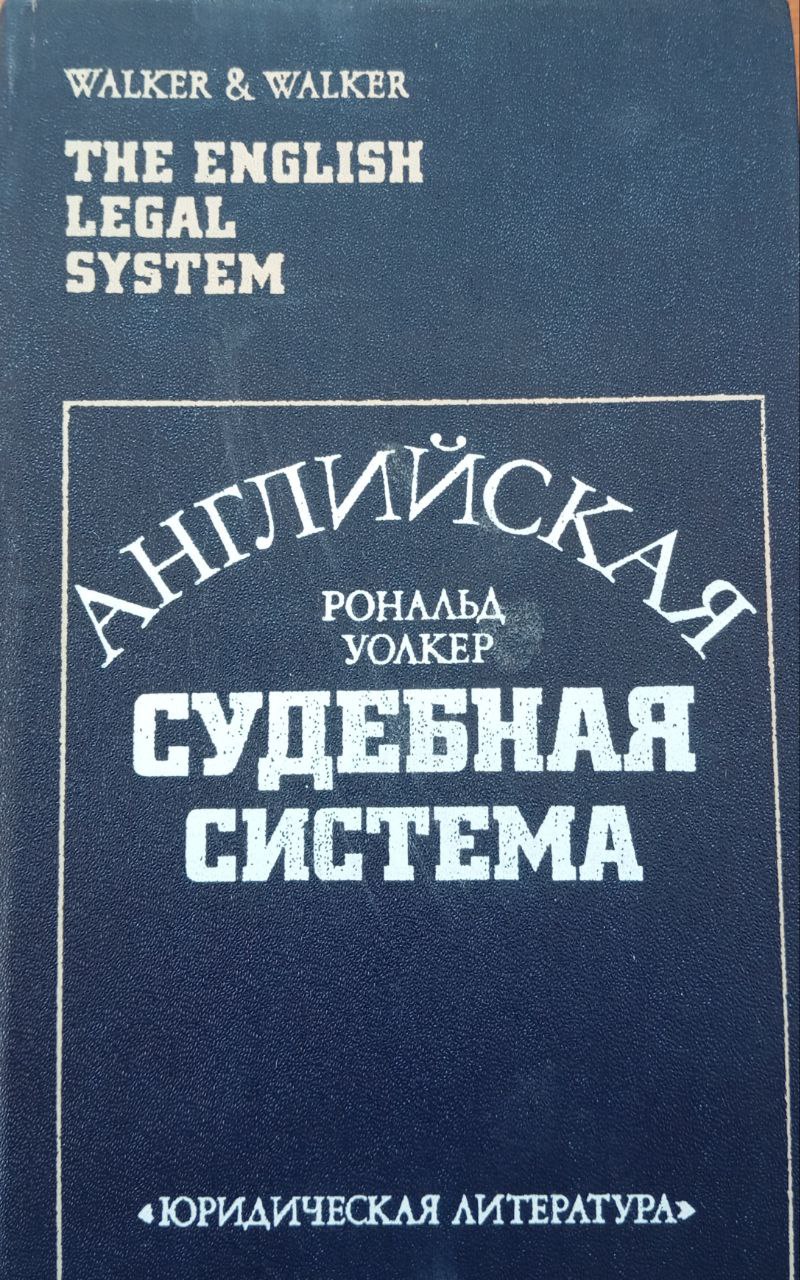 WALKER & WALKER
THE ENGLISH
LEGAL
SYSTEM
АНГЛИЙСКАЯ
РОНАЛЬД
УОЛКЕР
СУДЕБНАЯ
СИСТЕМА
«ЮРИДИЧЕСКАЯ ЛИТЕРАТУРА»